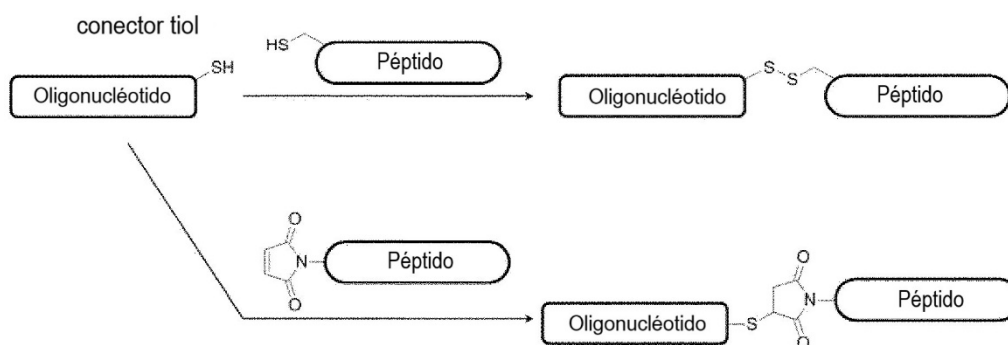 conector tiol
HS
Péptido
SH
Oligonucléotido
S
S
Oligonucléotido
Péptido
O
N
O
Péptido
O
N
O
S
Oligonucléotido
Péptido